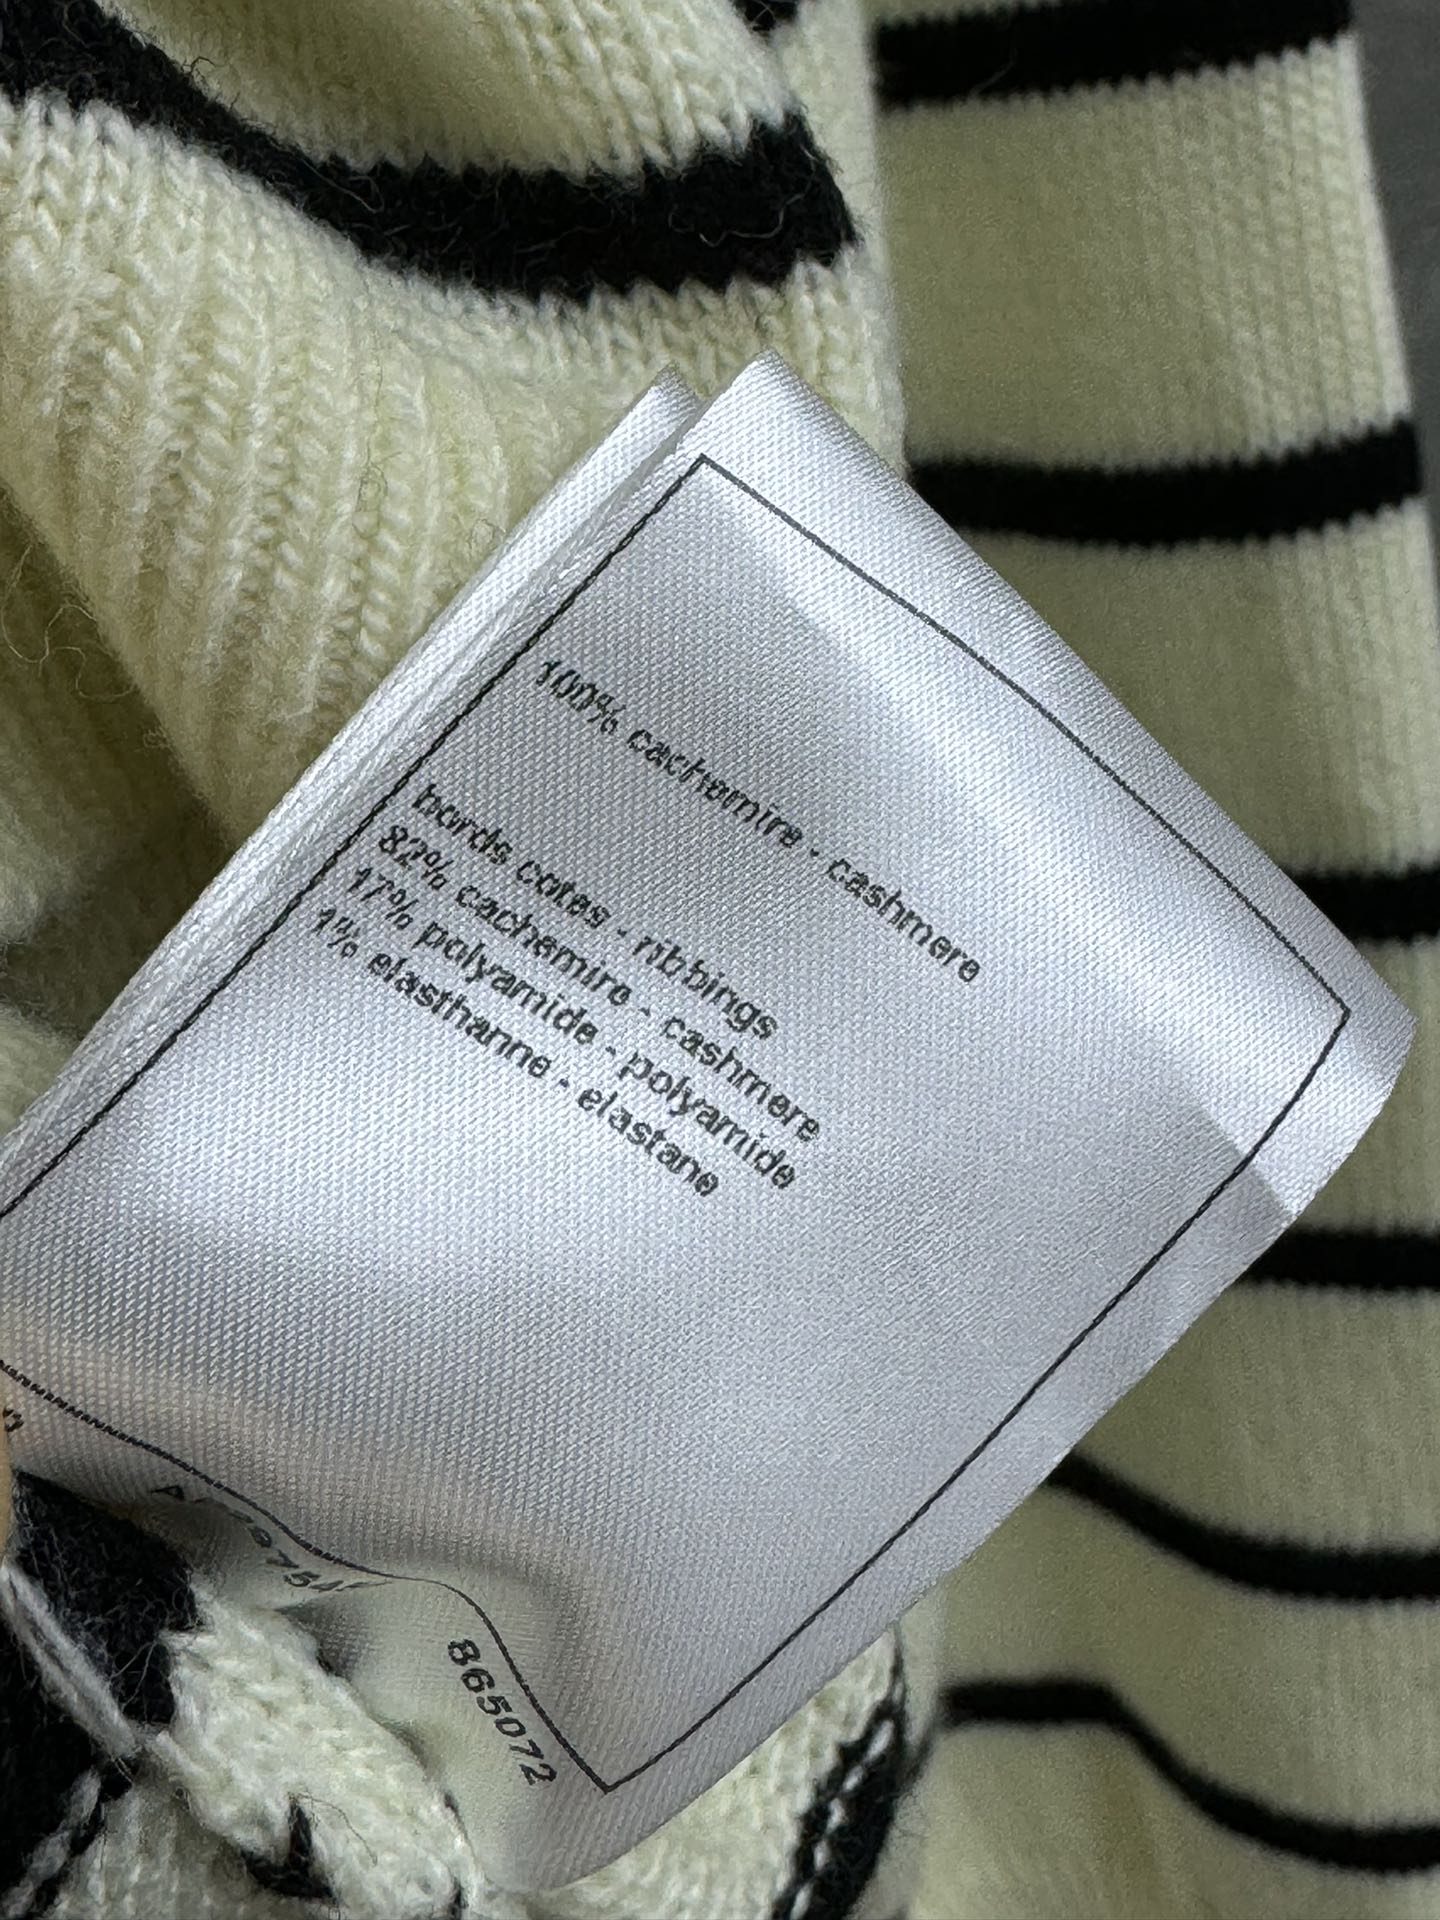 100% cachemire - cashmere
bords cotes - ribbings
82% cachemire - cashmere
17% polyamide - polyamide
1% elasthanne - elastane
865072